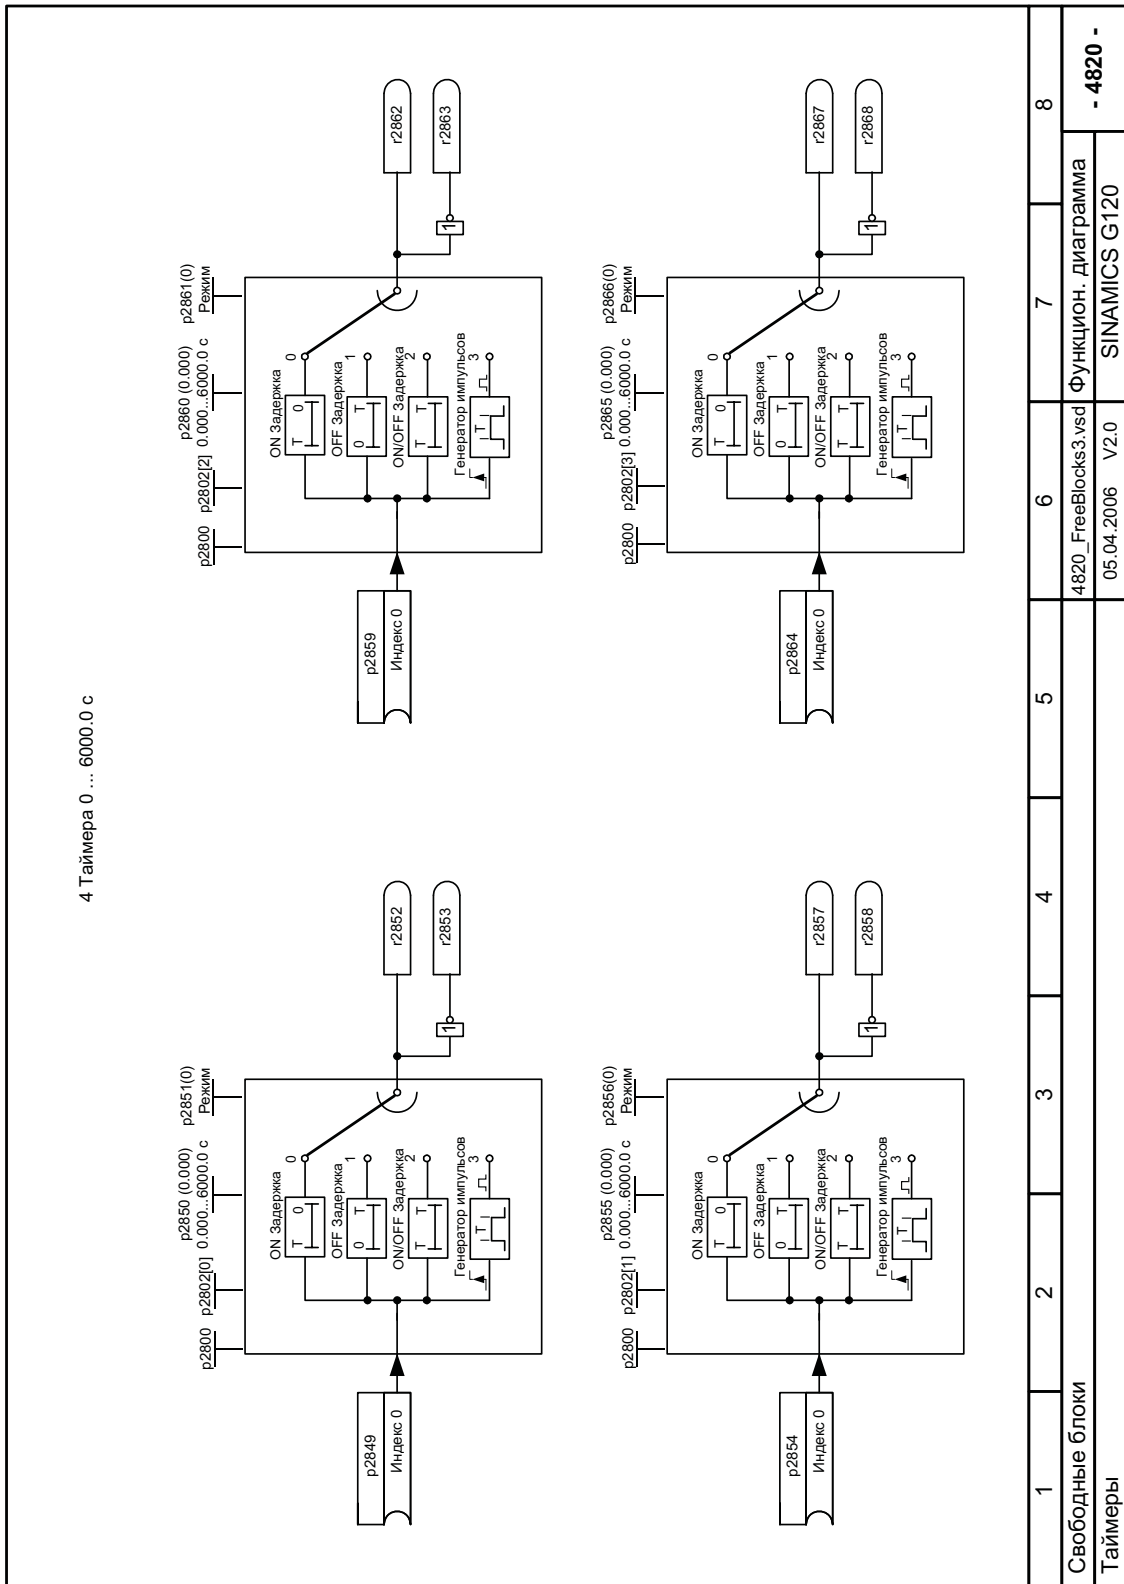 4 Таймера 0 ... 6000.0 с
p2800
p2802[0]
p2850 (0.000)
0.000...6000.0 с
p2851(0)
Режим
p2849
Индекс 0
ON Задержка
T 0
0
OFF Задержка
0 T
1
ON/OFF Задержка
T T
2
Генератор импульсов
T
3
1
r2852
r2853
p2800
p2802[2]
p2860 (0.000)
0.000...6000.0 с
p2861(0)
Режим
p2859
Индекс 0
ON Задержка
T 0
0
OFF Задержка
0 T
1
ON/OFF Задержка
T T
2
Генератор импульсов
T
3
1
r2862
r2863
p2800
p2802[1]
p2855 (0.000)
0.000...6000.0 с
p2856(0)
Режим
p2854
Индекс 0
ON Задержка
T 0
0
OFF Задержка
0 T
1
ON/OFF Задержка
T T
2
Генератор импульсов
T
3
1
r2857
r2858
p2800
p2802[3]
p2865 (0.000)
0.000...6000.0 с
p2866(0)
Режим
p2864
Индекс 0
ON Задержка
T 0
0
OFF Задержка
0 T
1
ON/OFF Задержка
T T
2
Генератор импульсов
T
3
1
r2867
r2868
1 2 3 4 5 6 7 8
Свободные блоки
4820_FreeBlocks3.vsd
Функцион. диаграмма
- 4820 -
Таймеры
05.04.2006 V2.0
SINAMICS G120